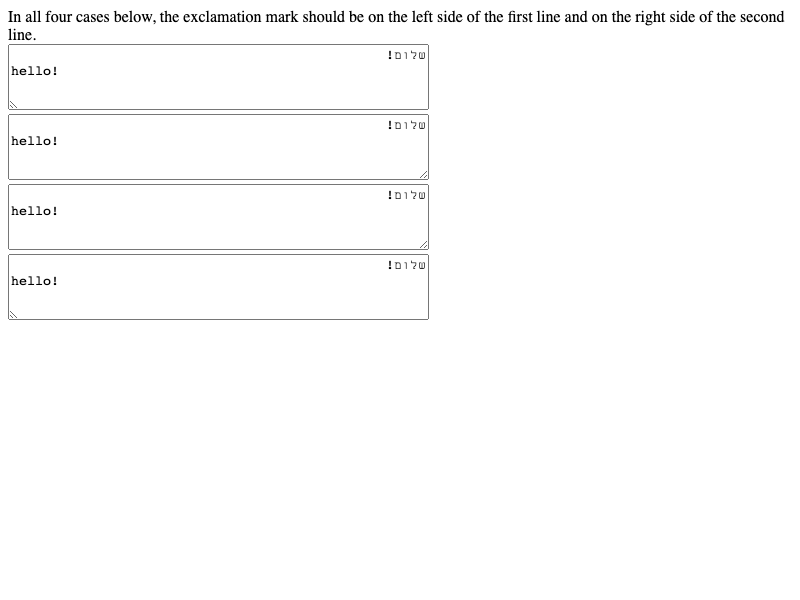 In all four cases below, the exclamation mark should be on the left side of the first line and on the right side of the second
line.
שלום!
hello!
שלום!
hello!
שלום!
hello!
שלום!
hello!